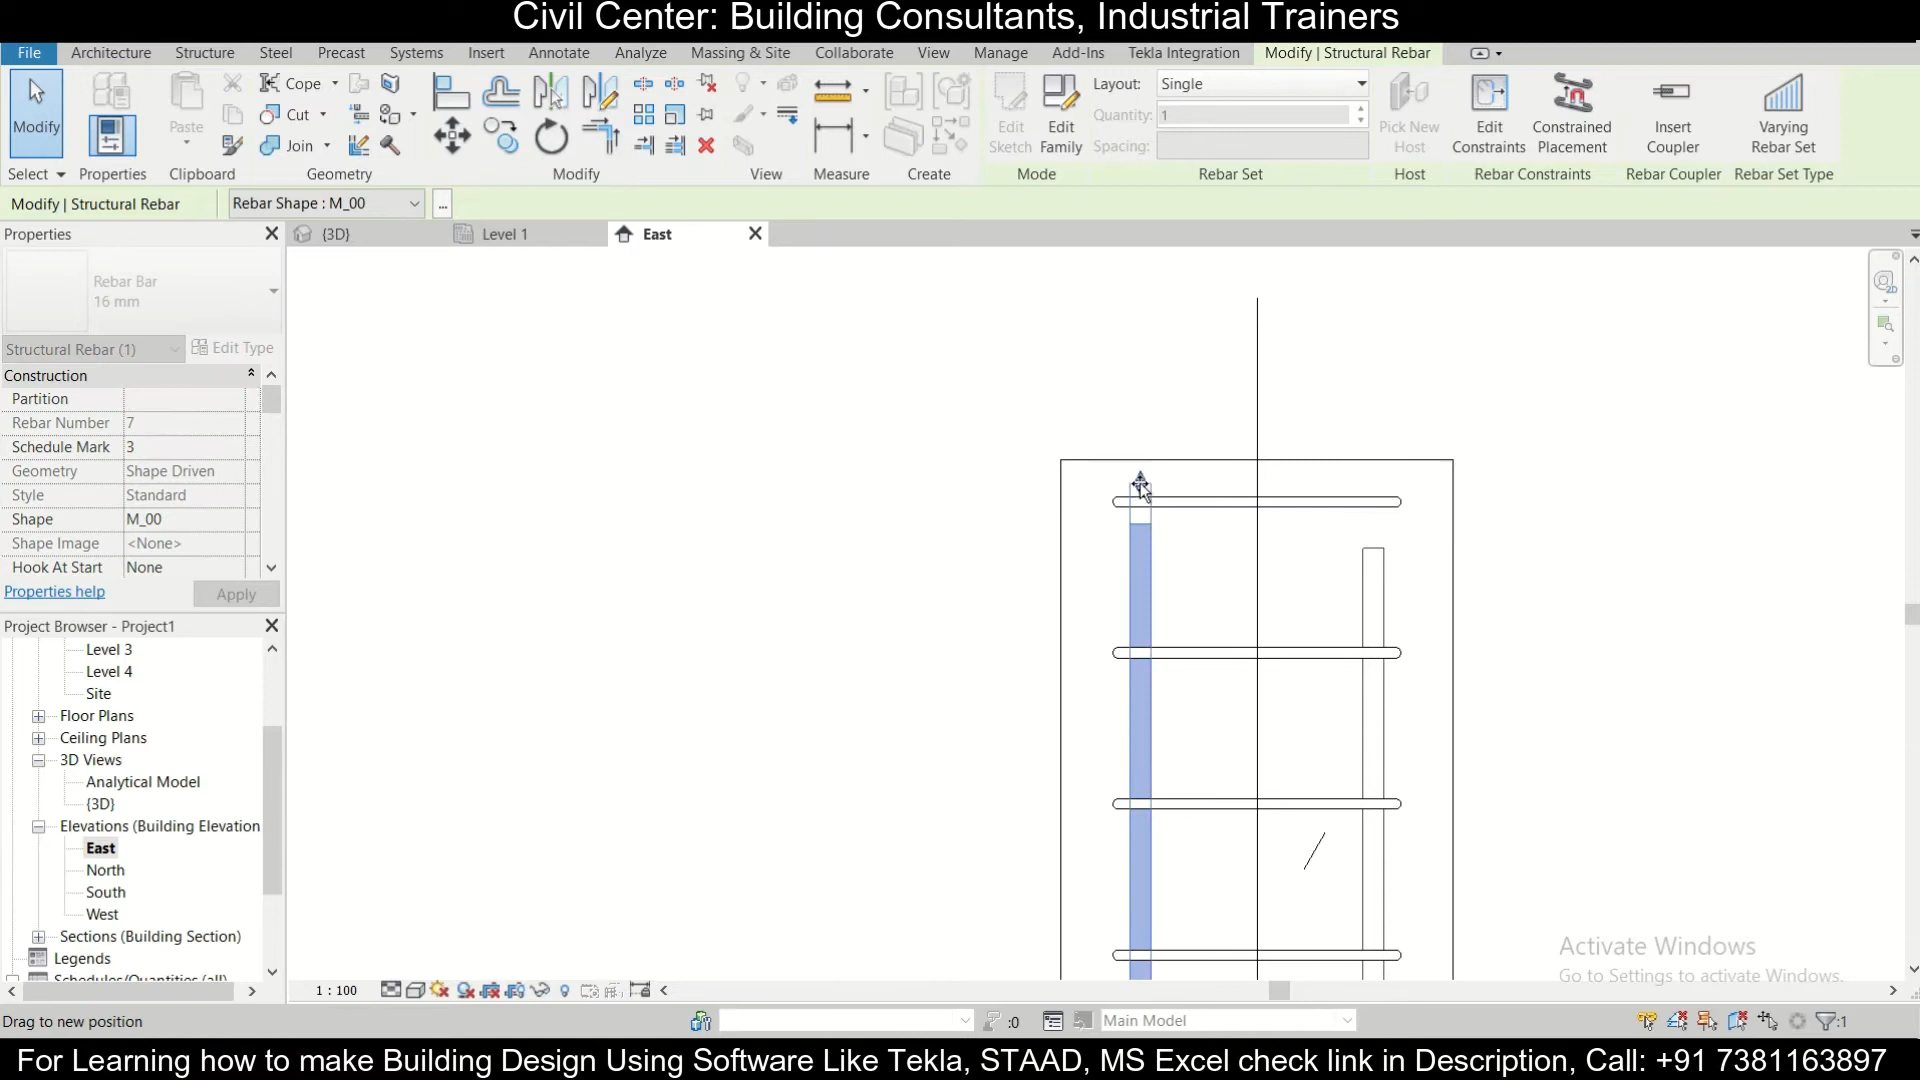 Civil Center: Building Consultants, Industrial Trainers
File Architecture Structure Steel Precast Systems Insert Annotate Analyze Massing & Site Collaborate View Manage Add-Ins Tekla Integration Modify | Structural Rebar
Modify Paste Cope Cut Join
Edit Sketch Edit Family
Layout: Single
Quantity: 1
Spacing:
Pick New Host Edit Constraints Constrained Placement Insert Coupler Varying Rebar Set
Select Properties Clipboard Geometry Modify View Measure Create Mode Rebar Set Host Rebar Constraints Rebar Coupler Rebar Set Type
Modify | Structural Rebar Rebar Shape : M_00 ...
Properties {3D} Level 1 East
Rebar Bar
16 mm
2D
Structural Rebar (1) Edit Type
Construction
Partition
Rebar Number 7
Schedule Mark 3
Geometry Shape Driven
Style Standard
Shape M_00
Shape Image <None>
Hook At Start None
Properties help Apply
Project Browser - Project1
Level 3
Level 4
Site
Floor Plans
Ceiling Plans
3D Views
Analytical Model
{3D}
Elevations (Building Elevation
East
North
South
West
Sections (Building Section)
Legends
Schedules/Quantities (all)
Activate Windows
Go to Settings to activate Windows.
1 : 100
Drag to new position :0 Main Model :1
For Learning how to make Building Design Using Software Like Tekla, STAAD, MS Excel check link in Description, Call: +91 7381163897